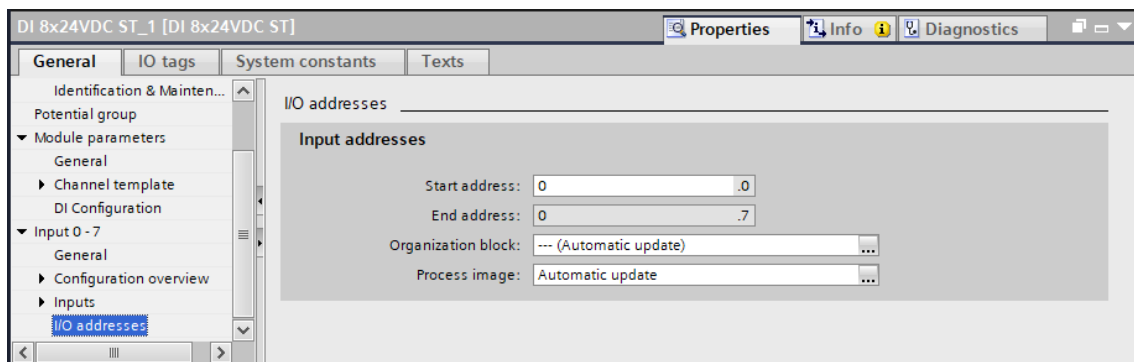 DI 8x24VDC ST_1 [DI 8x24VDC ST]
Properties
Info
Diagnostics
General
IO tags
System constants
Texts
Identification & Mainten...
Potential group
Module parameters
General
Channel template
DI Configuration
Input 0 - 7
General
Configuration overview
Inputs
I/O addresses
I/O addresses
Input addresses
Start address: 0 .0
End address: 0 .7
Organization block: --- (Automatic update) ...
Process image: Automatic update ...